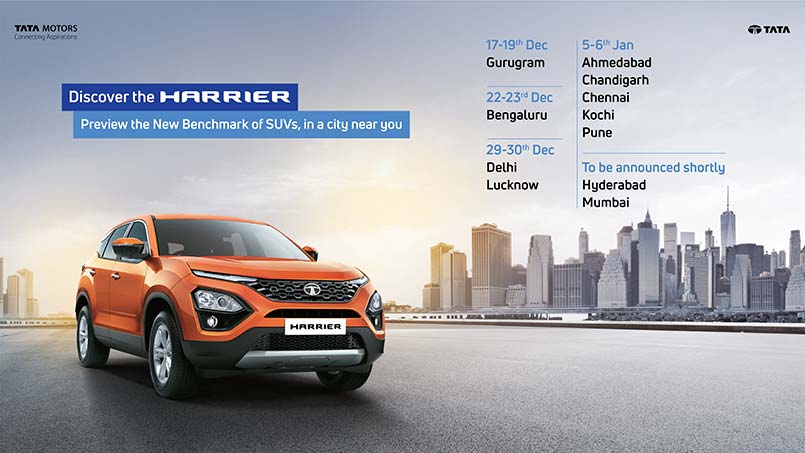 TATA MOTORS
Connecting Aspirations
TATA
Discover the HARRIER
Preview the New Benchmark of SUVs, in a city near you
17-19th Dec
Gurugram
22-23rd Dec
Bengaluru
29-30th Dec
Delhi
Lucknow
5-6th Jan
Ahmedabad
Chandigarh
Chennai
Kochi
Pune
To be announced shortly
Hyderabad
Mumbai
HARRIER